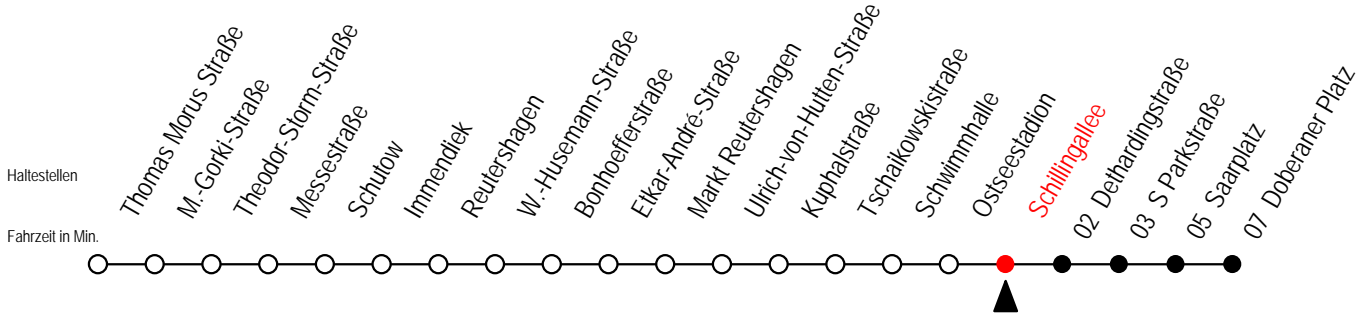 Haltestellen
Fahrzeit in Min.
Thomas Morus Straße
M.-Gorki-Straße
Theodor-Storm-Straße
Messestraße
Schutow
Immendiek
Reutershagen
W.-Husemann-Straße
Bonhoefferstraße
Etkar-André-Straße
Markt Reutershagen
Ulrich-von-Hutten-Straße
Kuphalstraße
Tschaikowskistraße
Schwimmhalle
Ostseestadion
Schillingallee
02 Dethardingstraße
03 S Parkstraße
05 Saarplatz
07 Doberaner Platz